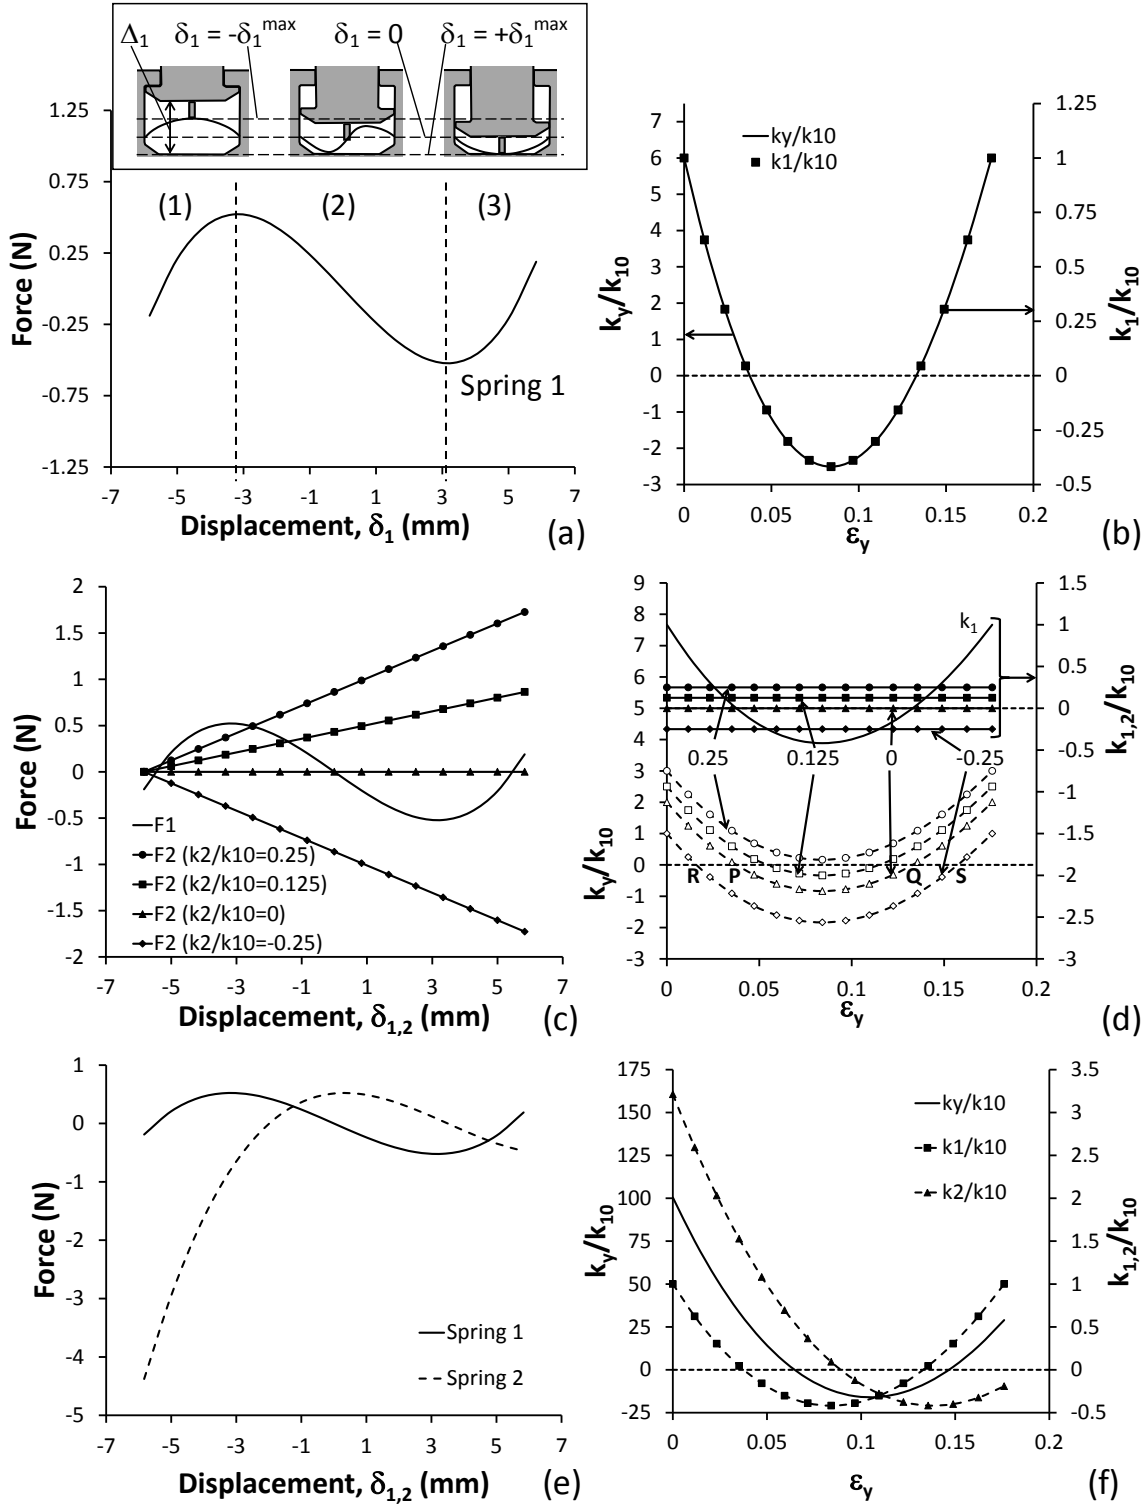 Δ1 δ1 = -δ1max δ1 = 0 δ1 = +δ1max
(1) (2) (3)
1.25
0.75
0.25
-0.25
-0.75
-1.25
Force (N)
Spring 1
-7 -5 -3 -1 1 3 5 7
Displacement, δ1 (mm)
(a)
ky/k10
k1/k10
7
6
5
4
3
2
1
0
-1
-2
-3
ky/k10
1.25
1
0.75
0.5
0.25
0
-0.25
-0.5
k1/k10
0 0.05 0.1 0.15 0.2
εy
(b)
2
1.5
1
0.5
0
-0.5
-1
-1.5
-2
Force (N)
F1
F2 (k2/k10=0.25)
F2 (k2/k10=0.125)
F2 (k2/k10=0)
F2 (k2/k10=-0.25)
-7 -5 -3 -1 1 3 5 7
Displacement, δ1,2 (mm)
(c)
9
8
7
6
5
4
3
2
1
0
-1
-2
-3
ky/k10
k1
0.25 0.125 0 -0.25
R P Q S
1.5
1
0.5
0
-0.5
-1
-1.5
-2
-2.5
-3
k1,2/k10
0 0.05 0.1 0.15 0.2
εy
(d)
1
0
-1
-2
-3
-4
-5
Force (N)
Spring 1
Spring 2
-7 -5 -3 -1 1 3 5 7
Displacement, δ1,2 (mm)
(e)
175
150
125
100
75
50
25
0
-25
ky/k10
ky/k10
k1/k10
k2/k10
3.5
3
2.5
2
1.5
1
0.5
0
-0.5
k1,2/k10
0 0.05 0.1 0.15 0.2
εy
(f)